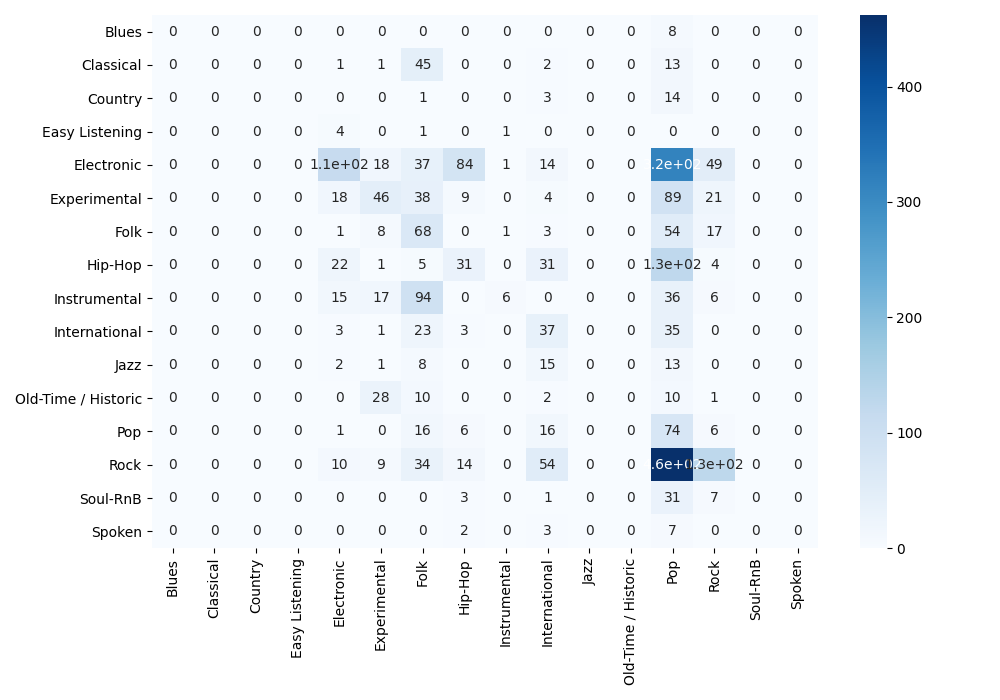 Blues 0 0 0 0 0 0 0 0 0 0 0 0 8 0 0 0
Classical 0 0 0 0 1 1 45 0 0 2 0 0 13 0 0 0
400
Country 0 0 0 0 0 0 1 0 0 3 0 0 14 0 0 0
Easy Listening 0 0 0 0 4 0 1 0 1 0 0 0 0 0 0 0
Electronic 0 0 0 0 1.1e+02 18 37 84 1 14 0 0 .2e+0 49 0 0
Experimental 0 0 0 0 18 46 38 9 0 4 0 0 89 21 0 0
300
Folk 0 0 0 0 1 8 68 0 1 3 0 0 54 17 0 0
Hip-Hop 0 0 0 0 22 1 5 31 0 31 0 0 1.3e+02 4 0 0
Instrumental 0 0 0 0 15 17 94 0 6 0 0 0 36 6 0 0
200
International 0 0 0 0 3 1 23 3 0 37 0 0 35 0 0 0
Jazz 0 0 0 0 2 1 8 0 0 15 0 0 13 0 0 0
Old-Time / Historic 0 0 0 0 0 28 10 0 0 2 0 0 10 1 0 0
Pop 0 0 0 0 1 0 16 6 0 16 0 0 74 6 0 0
100
Rock 0 0 0 0 10 9 34 14 0 54 0 0 .6e+0 .3e+02 0 0
Soul-RnB 0 0 0 0 0 0 0 3 0 1 0 0 31 7 0 0
Spoken 0 0 0 0 0 0 0 2 0 3 0 0 7 0 0 0
0
Blues
Classical
Country
Easy Listening
Electronic
Experimental
Folk
Hip-Hop
Instrumental
International
Jazz
Old-Time / Historic
Pop
Rock
Soul-RnB
Spoken